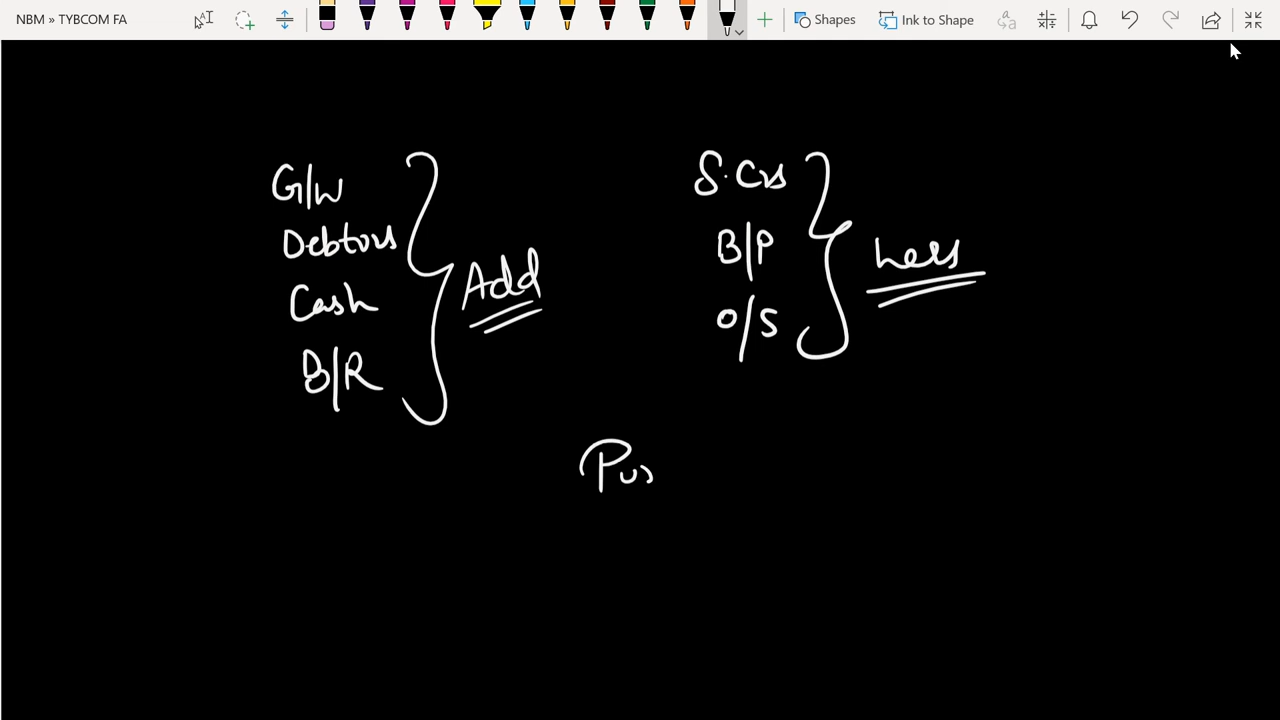 NBM » TYBCOM FA
Shapes
Ink to Shape
G/W
Debtors
Cash
B/R
Add
S.Crs
B/P
O/S
Less
Pur